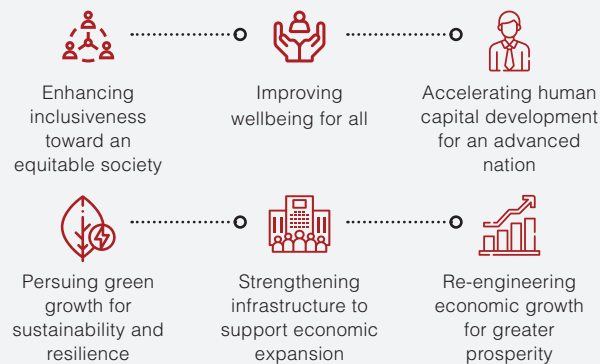 Enhancing
inclusiveness
toward an
equitable society
Improving
wellbeing for all
Accelerating human
capital development
for an advanced
nation
Persuing green
growth for
sustainability and
resilience
Strengthening
infrastructure to
support economic
expansion
Re-engineering
economic growth
for greater
prosperity